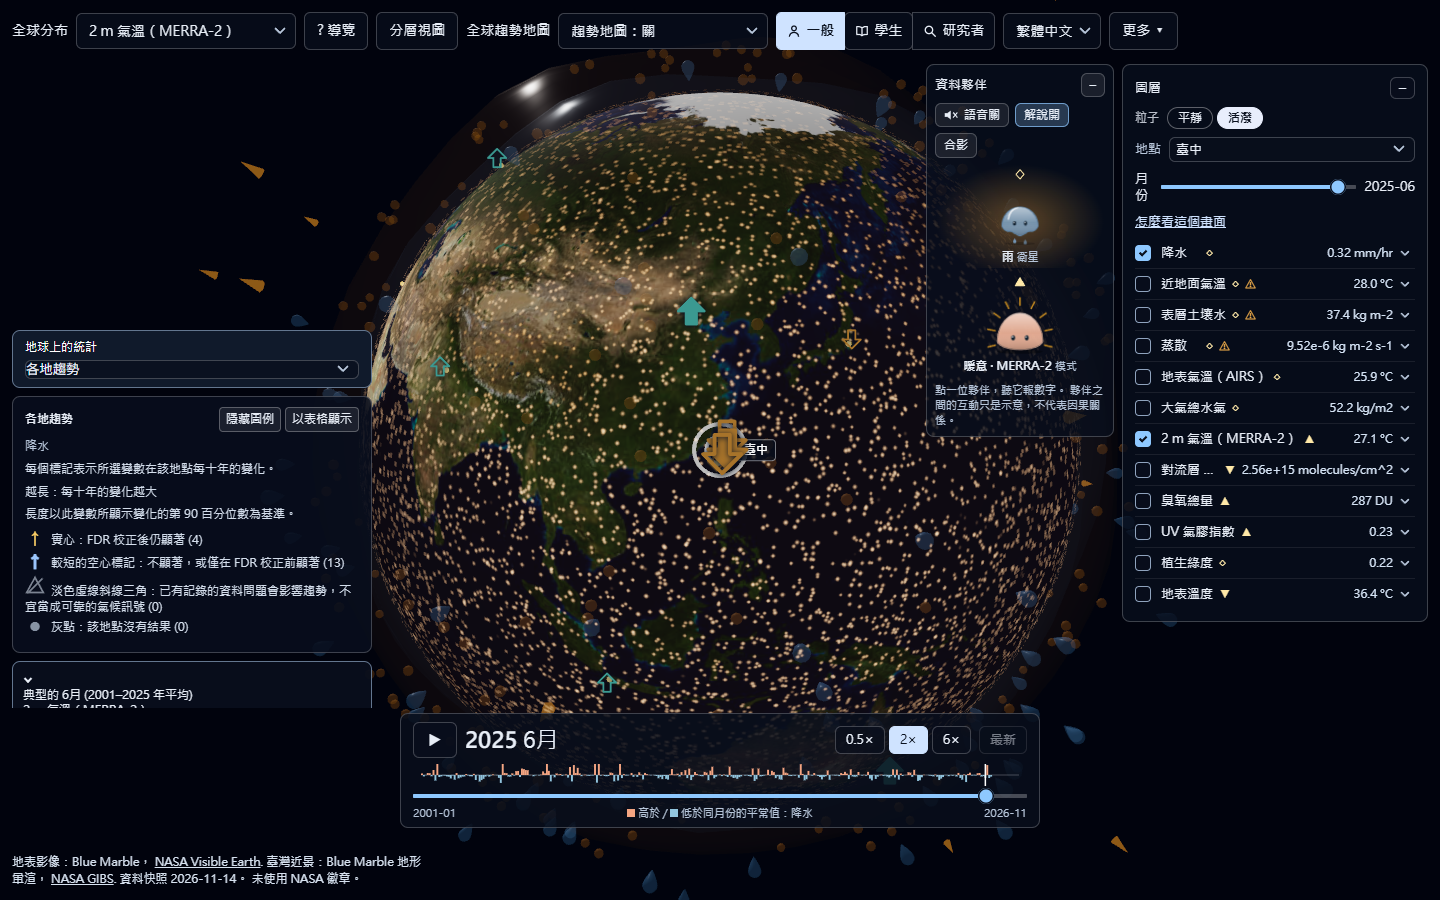 全球分布
2 m 氣溫（MERRA-2）
? 導覽
分層視圖
全球趨勢地圖
趨勢地圖：關
一般
學生
研究者
繁體中文
更多 ▾
資料夥伴
–
語音關
解說開
合影
雨 衛星
暖意 · MERRA-2 模式
點一位夥伴，聽它報數字。 夥伴之
間的互動只是示意，不代表因果關
係。
圖層
–
粒子
平靜
活潑
地點
臺中
月
份
2025-06
怎麼看這個畫面
降水 0.32 mm/hr
近地面氣溫 28.0 °C
表層土壤水 37.4 kg m-2
蒸散 9.52e-6 kg m-2 s-1
地表氣溫（AIRS） 25.9 °C
大氣總水氣 52.2 kg/m2
2 m 氣溫（MERRA-2） 27.1 °C
對流層 ... 2.56e+15 molecules/cm^2
臭氧總量 287 DU
UV 氣膠指數 0.23
植生綠度 0.22
地表溫度 36.4 °C
臺中
地球上的統計
各地趨勢
各地趨勢
隱藏圖例
以表格顯示
降水
每個標記表示所選變數在該地點每十年的變化。
越長：每十年的變化越大
長度以此變數所顯示變化的第 90 百分位數為基準。
實心：FDR 校正後仍顯著 (4)
較短的空心標記：不顯著，或僅在 FDR 校正前顯著 (13)
淡色虛線斜線三角：已有記錄的資料問題會影響趨勢，不
宜當成可靠的氣候訊號 (0)
灰點：該地點沒有結果 (0)
典型的 6月 (2001–2025 年平均)
2 m 氣溫（MERRA-2）
2025 6月
0.5×
2×
6×
最新
2001-01
高於 / 低於同月份的平常值：降水
2026-11
地表影像：Blue Marble， NASA Visible Earth. 臺灣近景：Blue Marble 地形
暈渲， NASA GIBS. 資料快照 2026-11-14。 未使用 NASA 徽章。